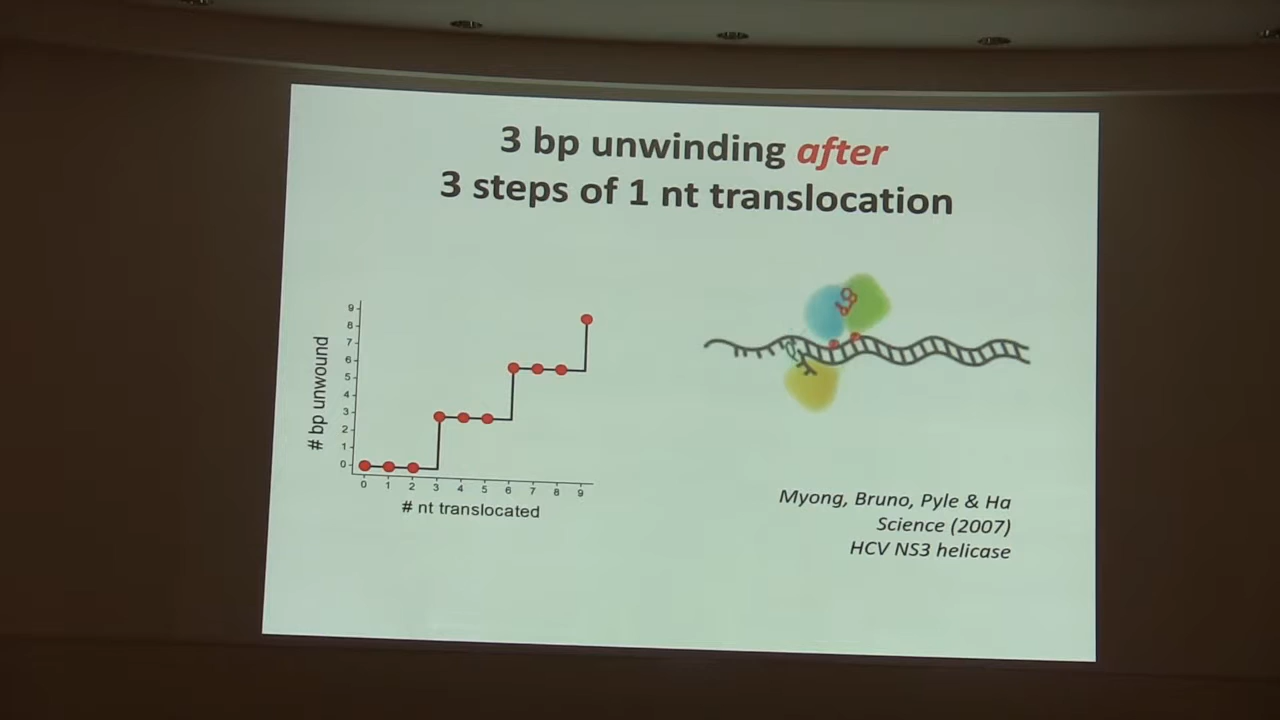 3 bp unwinding after
3 steps of 1 nt translocation
# bp unwound
9
8
7
6
5
4
3
2
1
0
0 1 2 3 4 5 6 7 8 9
# nt translocated
Myong, Bruno, Pyle & Ha
Science (2007)
HCV NS3 helicase